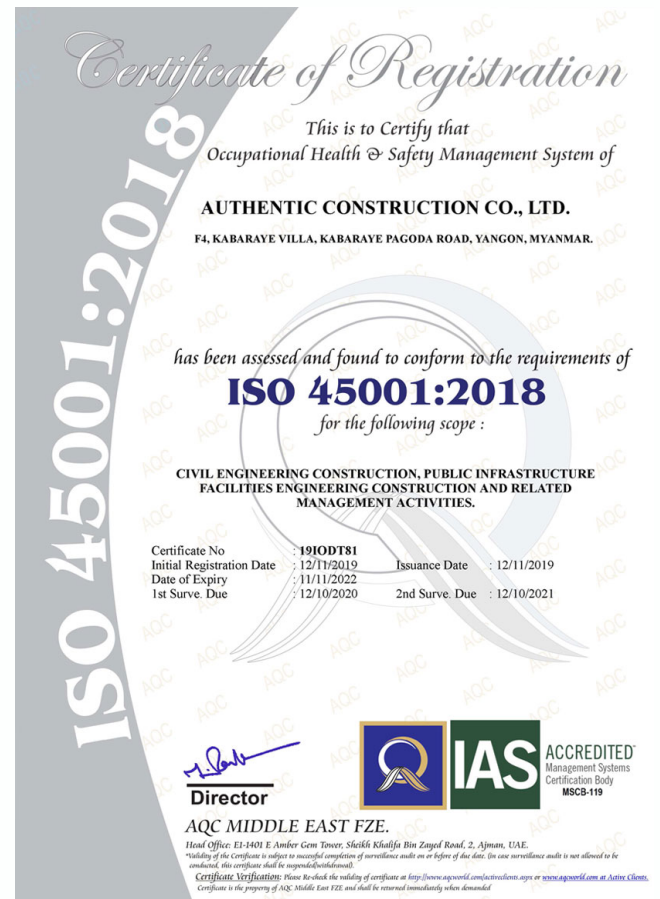 Certificate of Registration
This is to Certify that
Occupational Health & Safety Management System of
AUTHENTIC CONSTRUCTION CO., LTD.
F4, KABARAYE VILLA, KABARAYE PAGODA ROAD, YANGON, MYANMAR.
ISO 45001:2018
has been assessed and found to conform to the requirements of
ISO 45001:2018
for the following scope :
CIVIL ENGINEERING CONSTRUCTION, PUBLIC INFRASTRUCTURE
FACILITIES ENGINEERING CONSTRUCTION AND RELATED
MANAGEMENT ACTIVITIES.
Certificate No : 19IODT81
Initial Registration Date : 12/11/2019 Issuance Date : 12/11/2019
Date of Expiry : 11/11/2022
1st Surve. Due : 12/10/2020 2nd Surve. Due : 12/10/2021
Director
IAS ACCREDITED
Management Systems
Certification Body
MSCB-119
AQC MIDDLE EAST FZE.
Head Office: E1-1401 E Amber Gem Tower, Sheikh Khalifa Bin Zayed Road, 2, Ajman, UAE.
*Validity of the Certificate is subject to successful completion of surveillance audit on or before of due date. (in case surveillance audit is not allowed to be
conducted, this certificate shall be suspended/withdrawal).
Certificate Verification: Please Re-check the validity of certificate at http://www.aqcworld.com/activeclients.aspx or www.aqcworld.com at Active Clients.
Certificate is the property of AQC Middle East FZE and shall be returned immediately when demanded